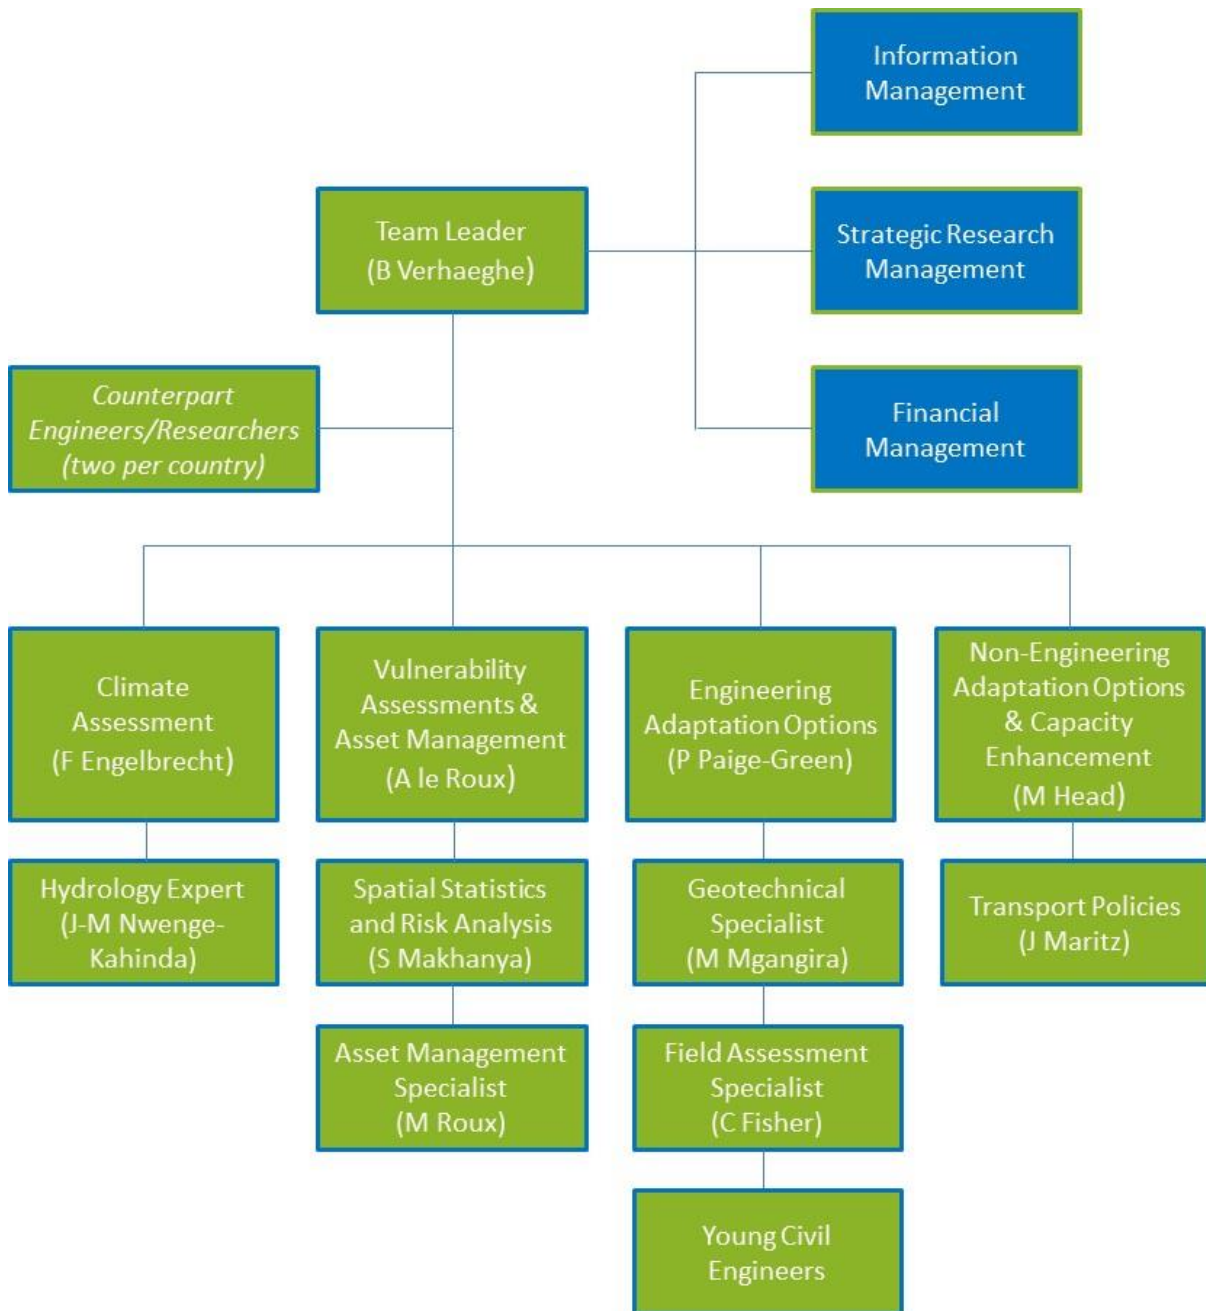 Information
Management
Team Leader
(B Verhaeghe)
Strategic Research
Management
Counterpart
Engineers/Researchers
(two per country)
Financial
Management
Climate
Assessment
(F Engelbrecht)
Vulnerability
Assessments &
Asset Management
(A le Roux)
Engineering
Adaptation Options
(P Paige-Green)
Non-Engineering
Adaptation Options
& Capacity
Enhancement
(M Head)
Hydrology Expert
(J-M Nwenge-
Kahinda)
Spatial Statistics
and Risk Analysis
(S Makhanya)
Geotechnical
Specialist
(M Mgangira)
Transport Policies
(J Maritz)
Asset Management
Specialist
(M Roux)
Field Assessment
Specialist
(C Fisher)
Young Civil
Engineers